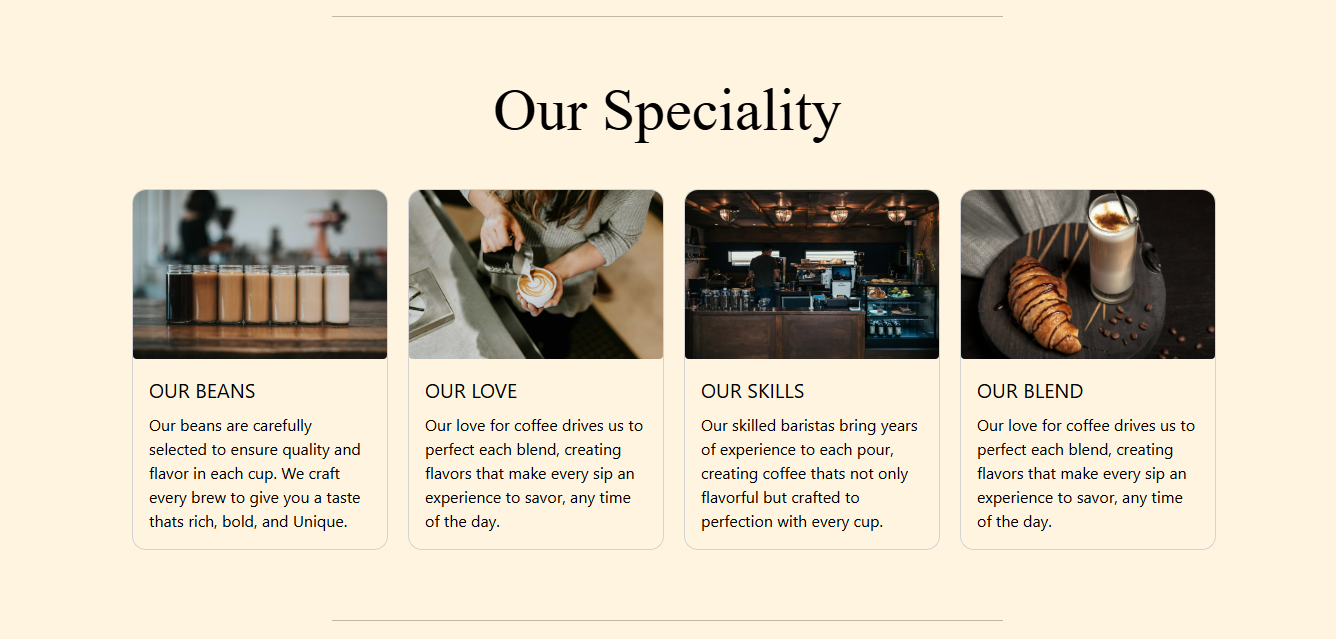 Our Speciality
OUR BEANS
Our beans are carefully
selected to ensure quality and
flavor in each cup. We craft
every brew to give you a taste
thats rich, bold, and Unique.
OUR LOVE
Our love for coffee drives us to
perfect each blend, creating
flavors that make every sip an
experience to savor, any time
of the day.
OUR SKILLS
Our skilled baristas bring years
of experience to each pour,
creating coffee thats not only
flavorful but crafted to
perfection with every cup.
OUR BLEND
Our love for coffee drives us to
perfect each blend, creating
flavors that make every sip an
experience to savor, any time
of the day.